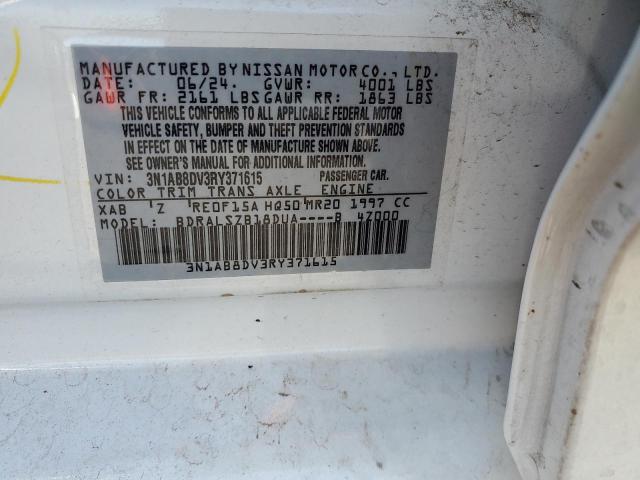 MANUFACTURED BY NISSAN MOTOR CO., LTD.
DATE: 06/24. GVWR: 4001 LBS
GAWR FR: 2161 LBS GAWR RR: 1863 LBS
THIS VEHICLE CONFORMS TO ALL APPLICABLE FEDERAL MOTOR
VEHICLE SAFETY, BUMPER AND THEFT PREVENTION STANDARDS
IN EFFECT ON THE DATE OF MANUFACTURE SHOWN ABOVE.
SEE OWNER'S MANUAL FOR ADDITIONAL INFORMATION.
VIN: 3N1AB8DV3RY371615 PASSENGER CAR.
COLOR TRIM TRANS AXLE ENGINE
XAB Z RE0F15A HQ50 MR20 1997 CC
MODEL: BDRALSZB18DUA----B 4Z000
3N1AB8DV3RY371615